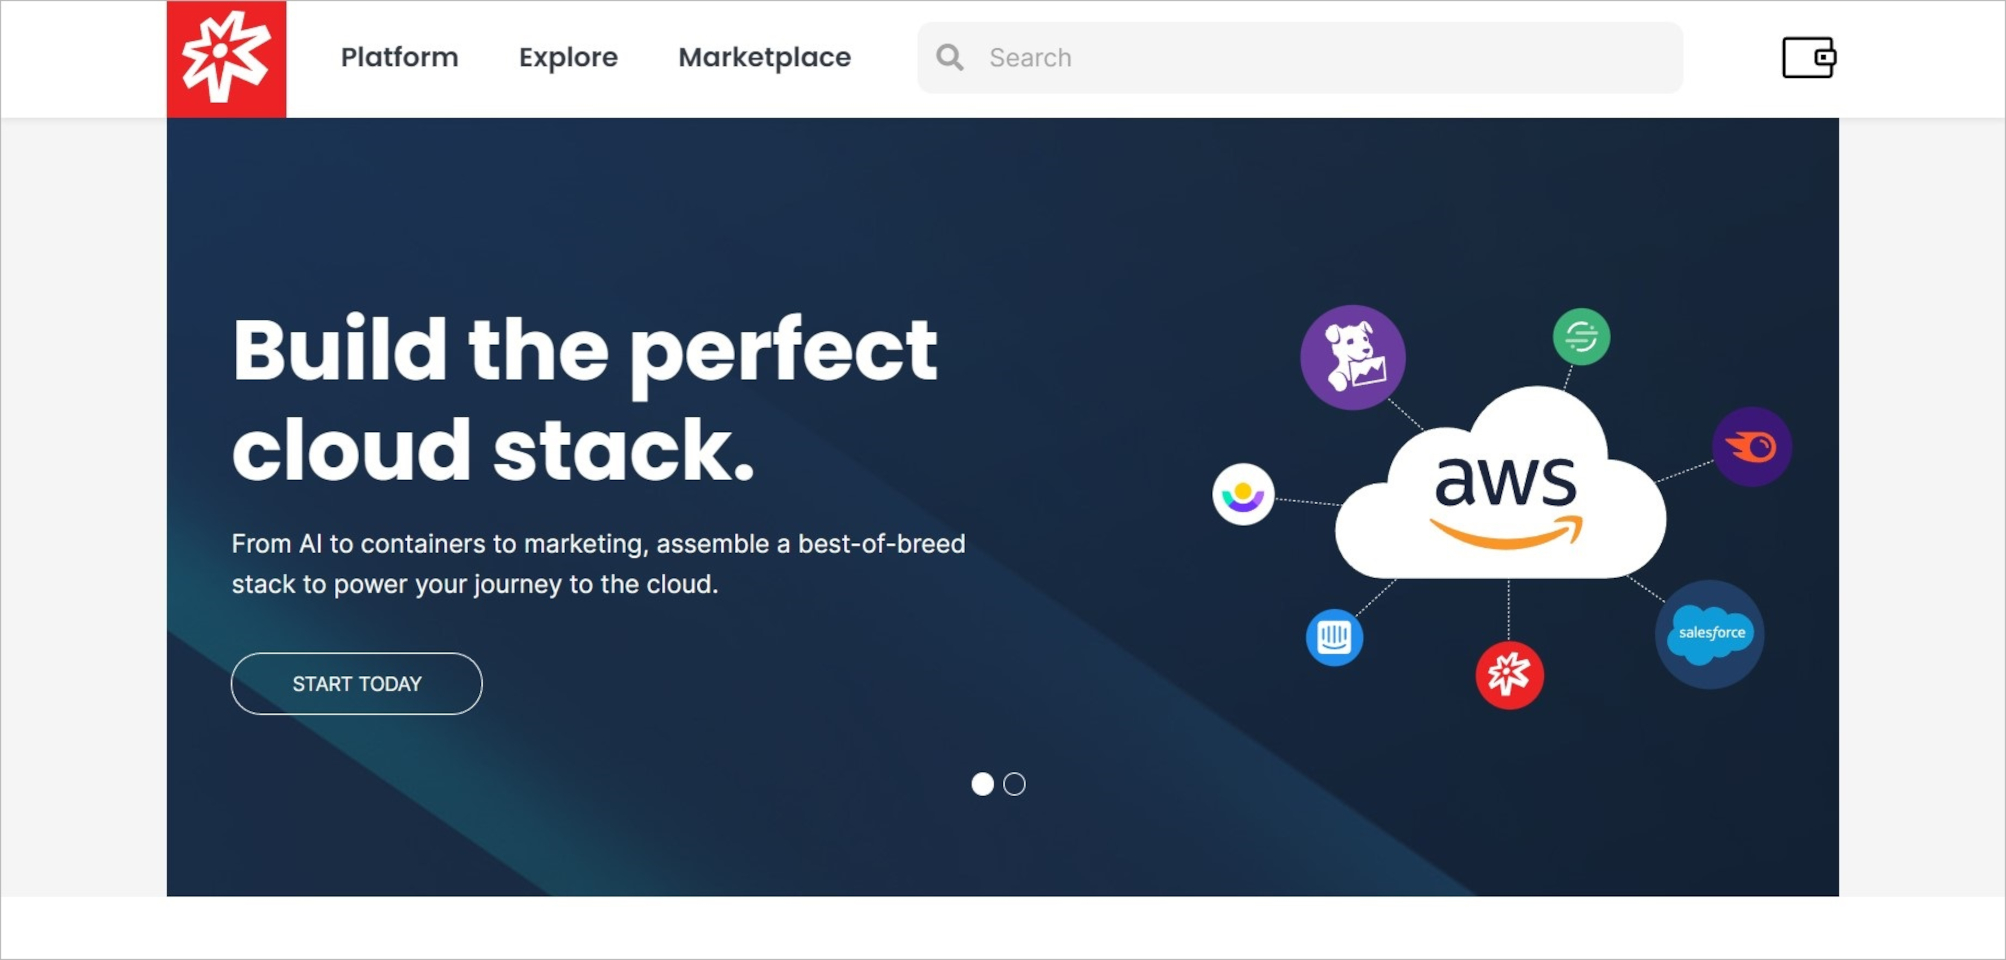 Platform
Explore
Marketplace
Search
Build the perfect
cloud stack.
From AI to containers to marketing, assemble a best-of-breed
stack to power your journey to the cloud.
START TODAY
aws
salesforce